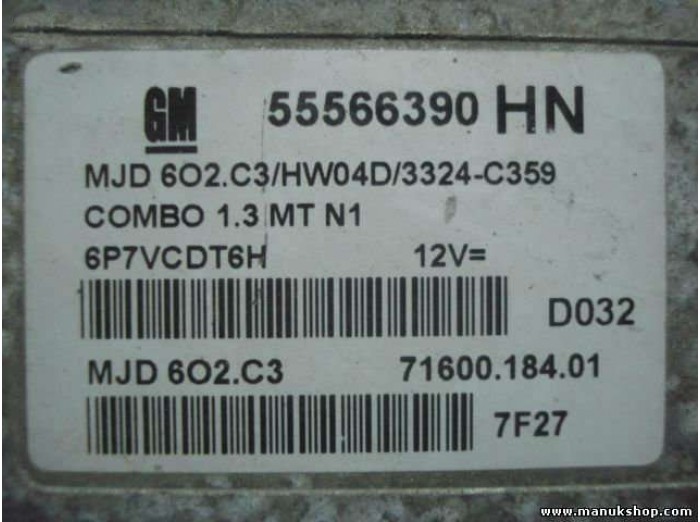 GM 55566390 HN
MJD 6O2.C3/HW04D/3324-C359
COMBO 1.3 MT N1
6P7VCDT6H 12V=
D032
MJD 6O2.C3 71600.184.01
7F27
www.manukshop.com